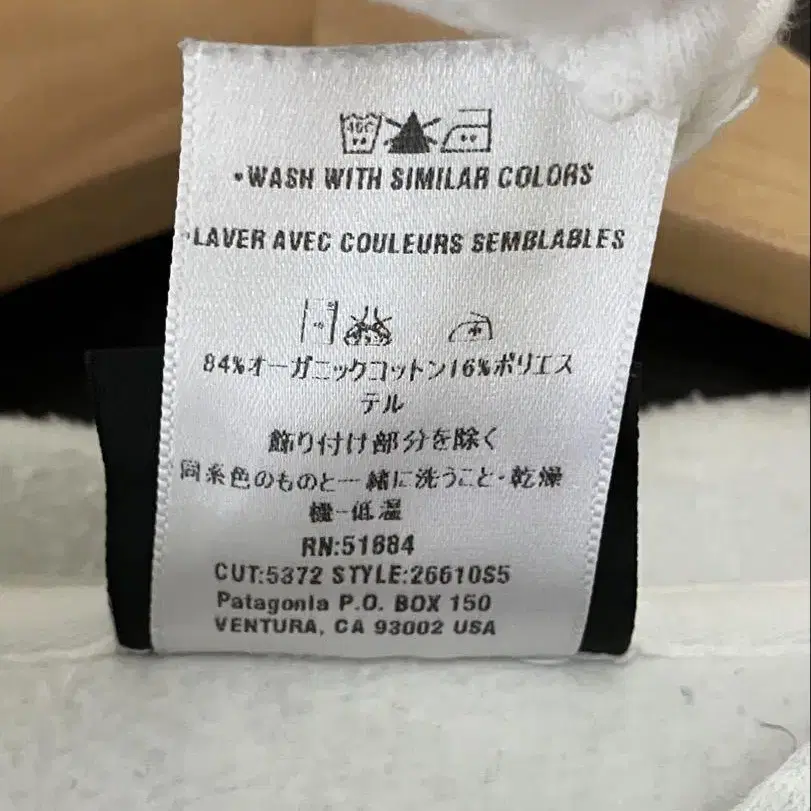 40C
•WASH WITH SIMILAR COLORS
•LAVER AVEC COULEURS SEMBLABLES
84%オーガニックコットン16%ポリエス
テル
飾り付け部分を除く
同系色のものと一緒に洗うこと・乾燥
機-低温
RN:51884
CUT:5372 STYLE:26610S5
Patagonia P.O. BOX 150
VENTURA, CA 93002 USA